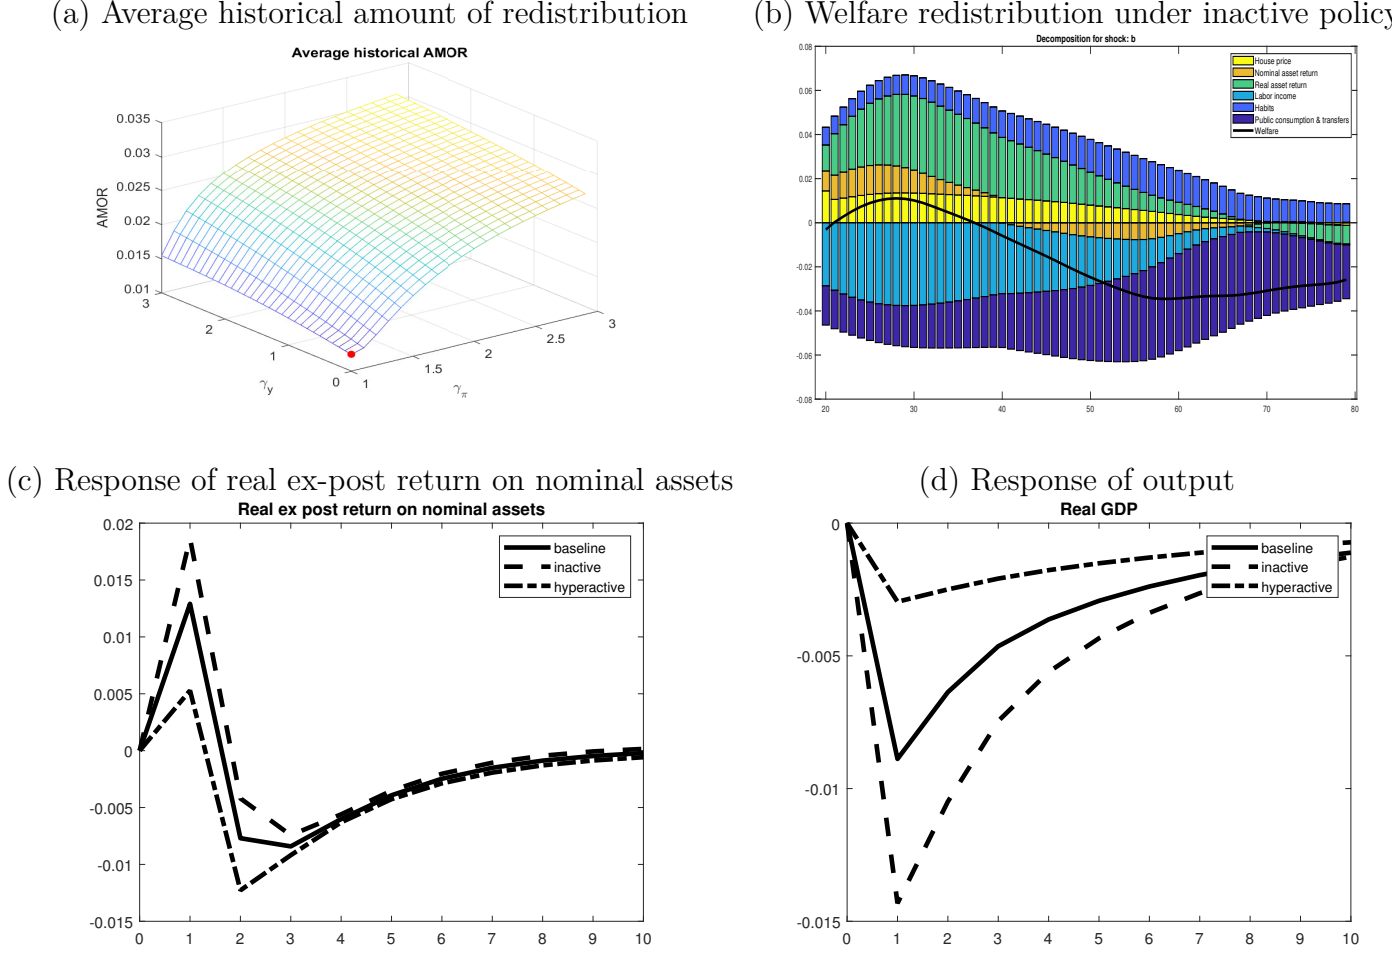 (a) Average historical amount of redistribution
Average historical AMOR
0.035
0.03
0.025
0.02
0.015
0.01
AMOR
3
2
1
0
γy
1
1.5
2
2.5
3
γπ
(b) Welfare redistribution under inactive policy
Decomposition for shock: b
0.08
0.06
0.04
0.02
0
-0.02
-0.04
-0.06
-0.08
20
30
40
50
60
70
80
House price
Nominal asset return
Real asset return
Labor income
Habits
Public consumption & transfers
Welfare
(c) Response of real ex-post return on nominal assets
Real ex post return on nominal assets
0.02
0.015
0.01
0.005
0
-0.005
-0.01
-0.015
0 1 2 3 4 5 6 7 8 9 10
baseline
inactive
hyperactive
(d) Response of output
Real GDP
0
-0.005
-0.01
-0.015
0 1 2 3 4 5 6 7 8 9 10
baseline
inactive
hyperactive